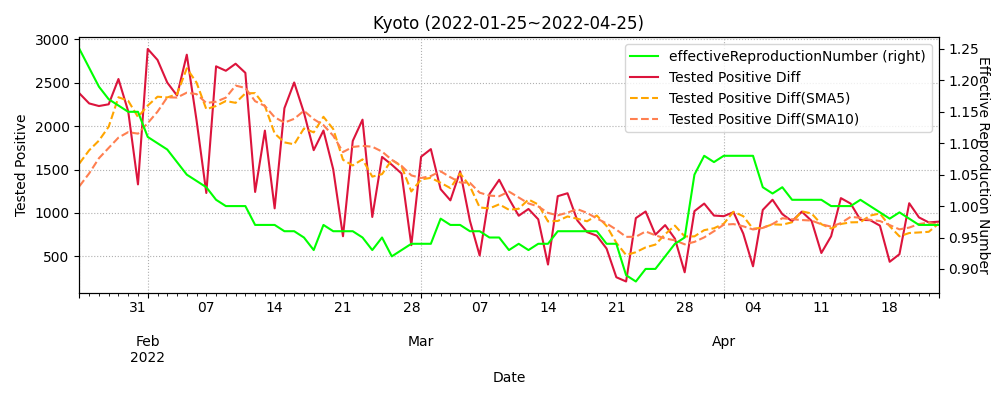 Kyoto (2022-01-25~2022-04-25)
3000
2500
2000
1500
1000
500
Tested Positive
effectiveReproductionNumber (right)
Tested Positive Diff
Tested Positive Diff(SMA5)
Tested Positive Diff(SMA10)
1.25
1.20
1.15
1.10
1.05
1.00
0.95
0.90
Effective Reproduction Number
31 07 14 21 28 07 14 21 28 04 11 18
Feb Mar Apr
2022
Date